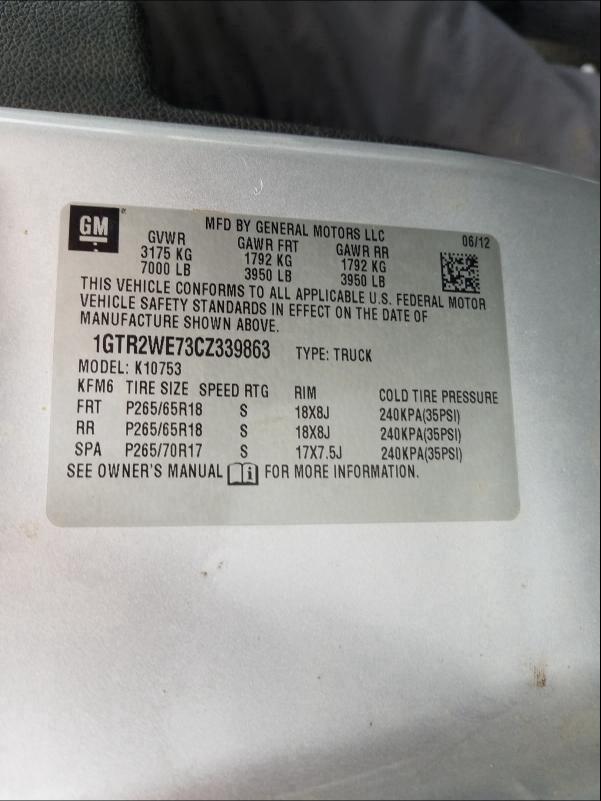 GM
MFD BY GENERAL MOTORS LLC
06/12
GVWR GAWR FRT GAWR RR
3175 KG 1792 KG 1792 KG
7000 LB 3950 LB 3950 LB
THIS VEHICLE CONFORMS TO ALL APPLICABLE U.S. FEDERAL MOTOR
VEHICLE SAFETY STANDARDS IN EFFECT ON THE DATE OF
MANUFACTURE SHOWN ABOVE.
1GTR2WE73CZ339863 TYPE: TRUCK
MODEL: K10753
KFM6 TIRE SIZE SPEED RTG RIM COLD TIRE PRESSURE
FRT P265/65R18 S 18X8J 240KPA(35PSI)
RR P265/65R18 S 18X8J 240KPA(35PSI)
SPA P265/70R17 S 17X7.5J 240KPA(35PSI)
SEE OWNER'S MANUAL FOR MORE INFORMATION.